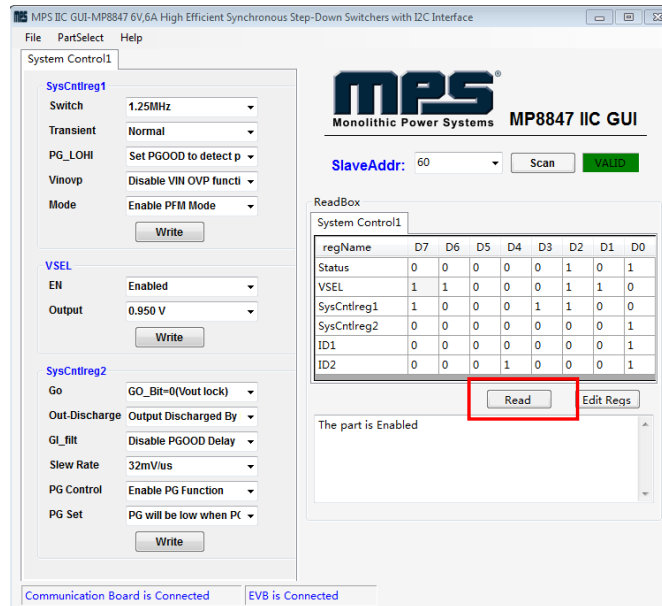 MPS IIC GUI-MP8847 6V,6A High Efficient Synchronous Step-Down Switchers with I2C Interface
File PartSelect Help
System Control1
SysCntlreg1
Switch 1.25MHz
Transient Normal
PG_LOHI Set PGOOD to detect p
Vinovp Disable VIN OVP functi
Mode Enable PFM Mode
Write
VSEL
EN Enabled
Output 0.950 V
Write
SysCntlreg2
Go GO_Bit=0(Vout lock)
Out-Discharge Output Discharged By
GI_filt Disable PGOOD Delay
Slew Rate 32mV/us
PG Control Enable PG Function
PG Set PG will be low when P(
Write
mps®
Monolithic Power Systems MP8847 IIC GUI
SlaveAddr: 60 Scan VALID
ReadBox
System Control1
regName D7 D6 D5 D4 D3 D2 D1 D0
Status 0 0 0 0 0 1 0 1
VSEL 1 1 0 0 0 1 1 0
SysCntlreg1 1 0 0 0 1 1 0 0
SysCntlreg2 0 0 0 0 0 0 0 1
ID1 0 0 0 0 0 0 0 1
ID2 0 0 0 1 0 0 0 1
Read Edit Regs
The part is Enabled
Communication Board is Connected EVB is Connected